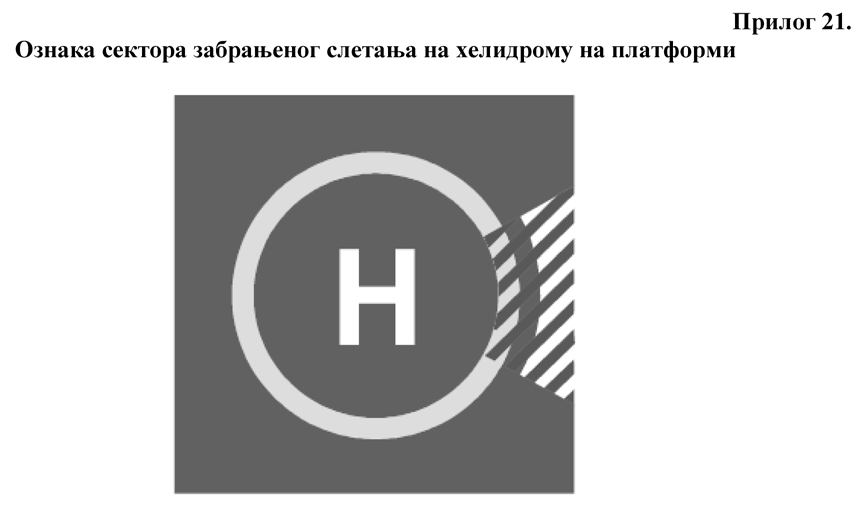 Прилог 21.
Ознака сектора забрањеног слетања на хелидрому на платформи
H